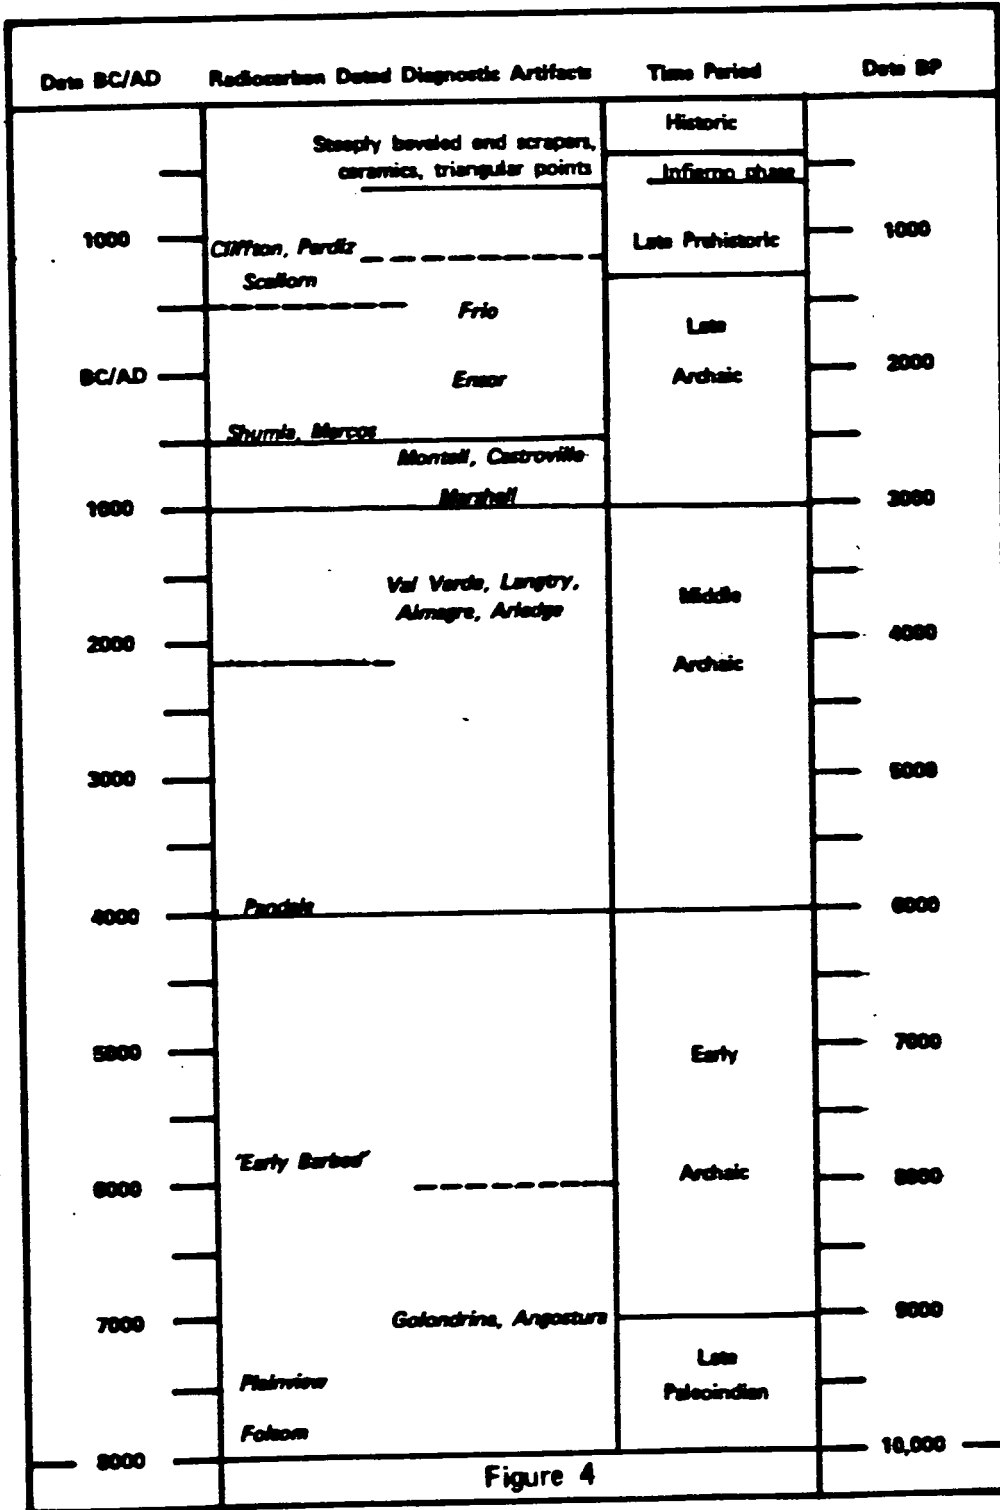 Date BC/AD Radiocarbon Dated Diagnostic Artifacts Time Period Date BP
Historic
Steeply beveled end scrapers,
ceramics, triangular points
Infierno phase
1000
Cliffton, Perdiz
Late Prehistoric
1000
Scallorn
Frio
Late
BC/AD
Ensor
Archaic
2000
Shumla, Marcos
Montell, Castroville
Marshall
1000
3000
Val Verde, Langtry,
Almagre, Arledge
Middle
2000
4000
Archaic
3000
5000
Pandale
4000
6000
5000
Early
7000
"Early Barbed"
6000
Archaic
8000
7000
Golondrina, Angostura
9000
Late
Paleoindian
Plainview
Folsom
8000
10,000
Figure 4